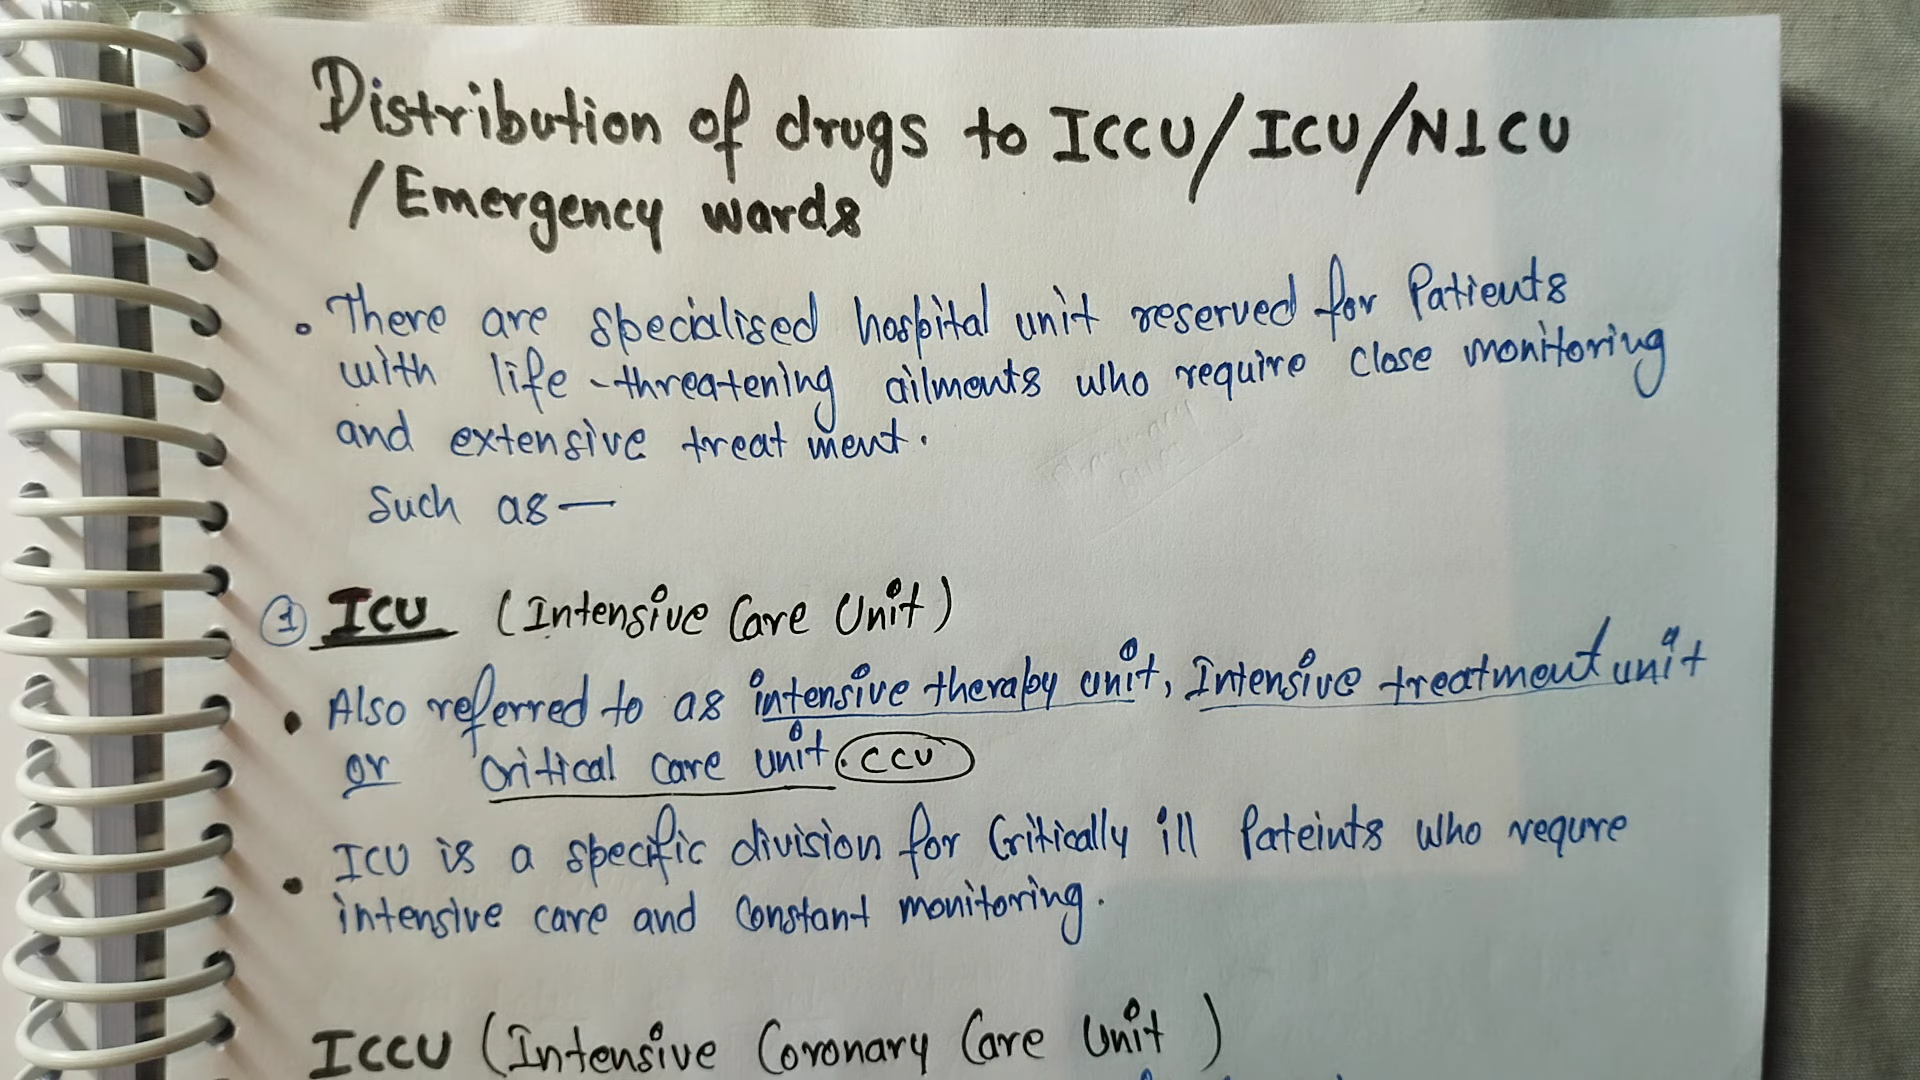 Distribution of drugs to ICCU/ICU/NICU
/Emergency wards
• There are specialised hospital unit reserved for Patients
with life-threatening ailments who require close monitoring
and extensive treatment.
Such as —
① ICU (Intensive Care Unit)
• Also referred to as intensive therapy unit, Intensive treatment unit
or Critical care unit. CCU
• ICU is a specific division for Critically ill Pateints who requre
intensive care and Constant monitoring.
ICCU (Intensive Coronary Care Unit)